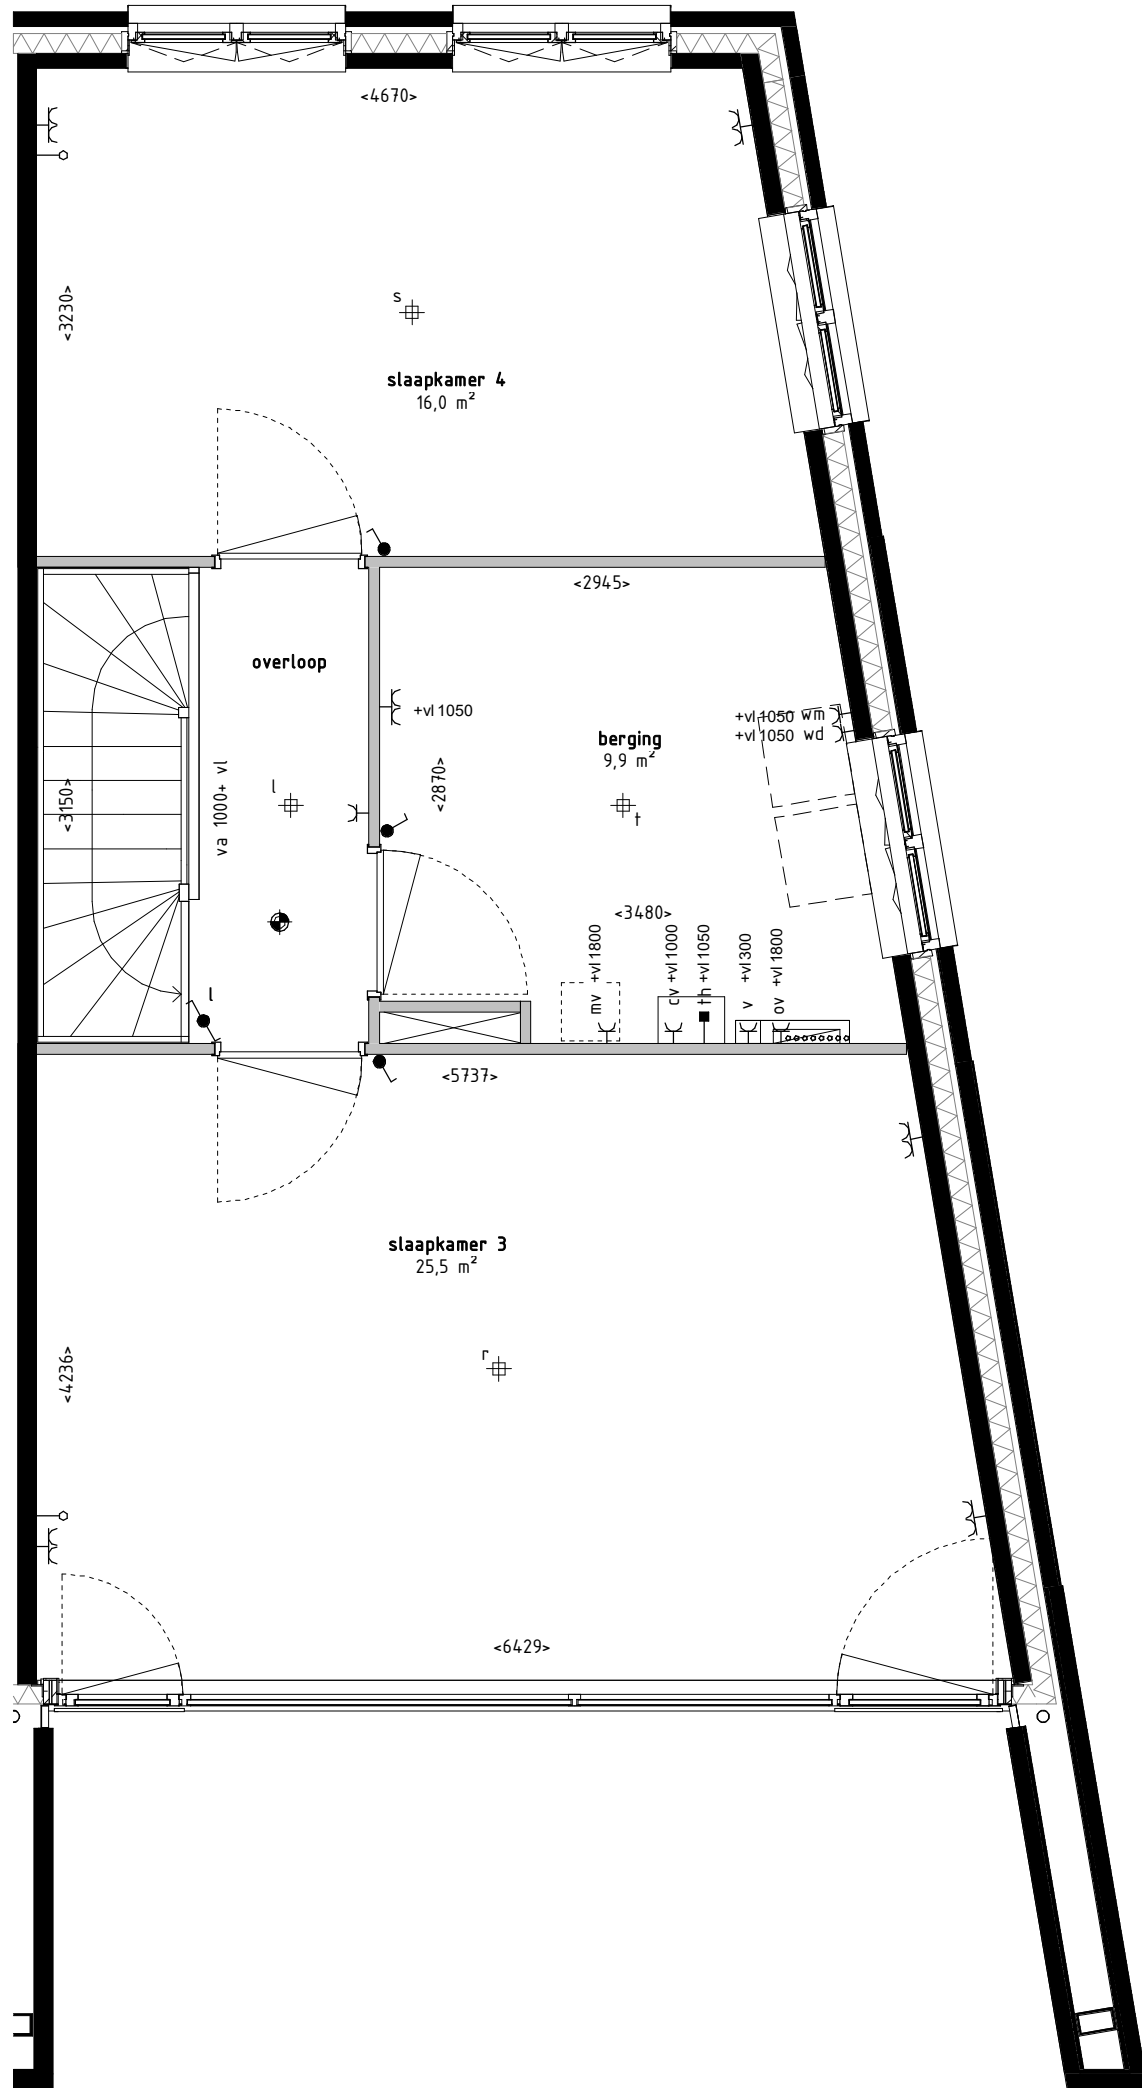 <4670>
s
<3230>
slaapkamer 4
16,0 m²
<2945>
overloop
+vl 1050
+vl 1050 wm
+vl 1050 wd
berging
9,9 m²
<3150>
va 1000+ vl
l
<2870>
t
<3480>
mv +vl 1800
cv +vl 1000
th +vl 1050
v +vl 300
ov +vl 1800
l
<5737>
slaapkamer 3
25,5 m²
r
<4236>
<6429>